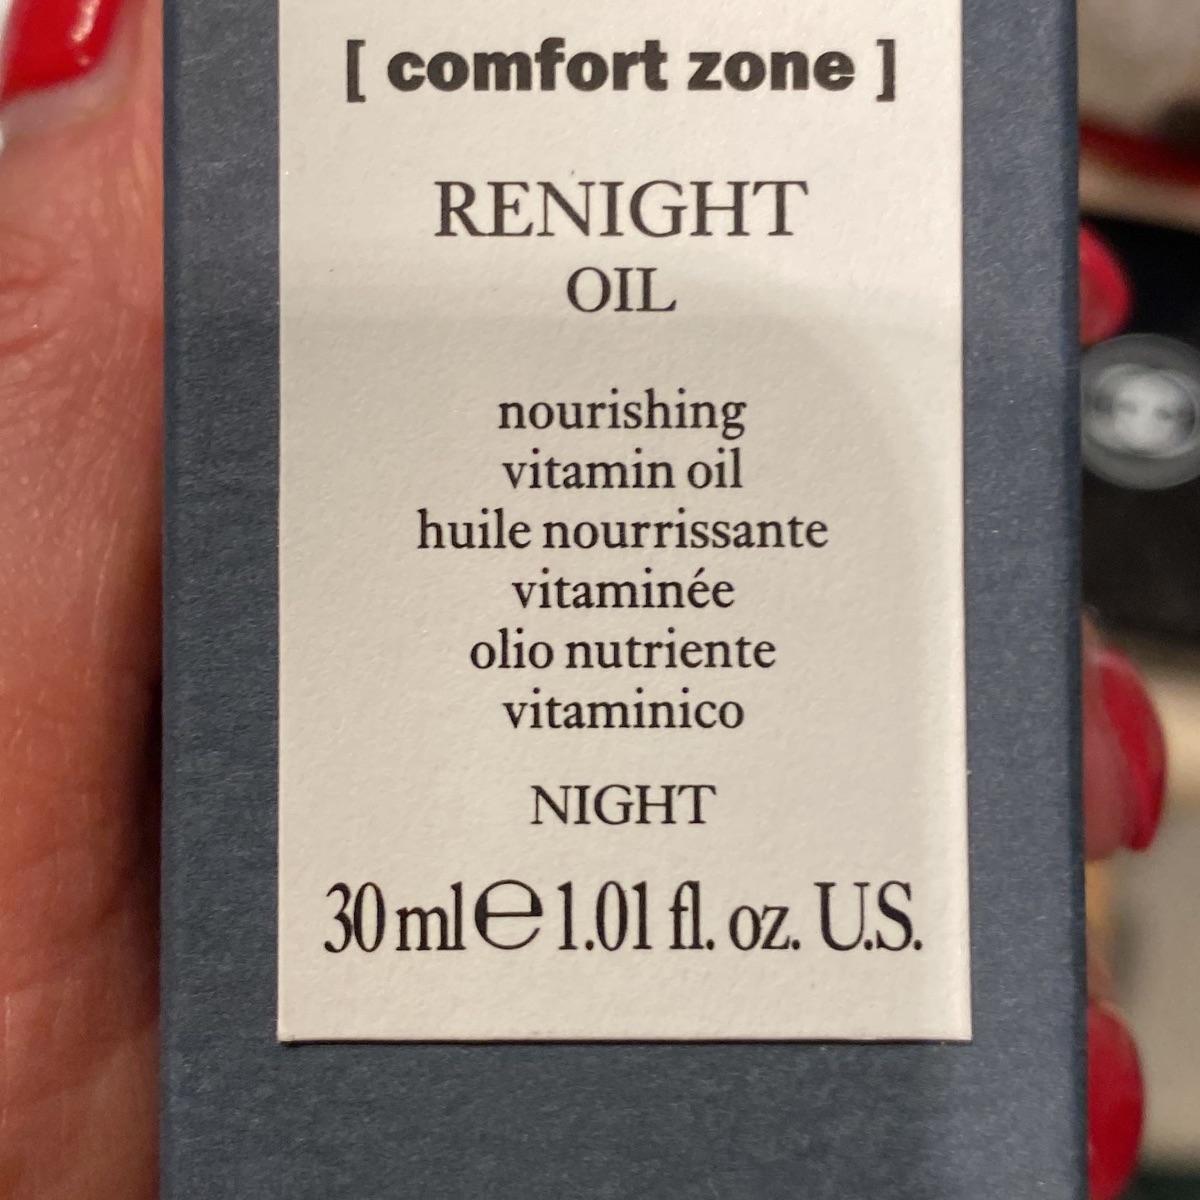 [ comfort zone ]
RENIGHT
OIL
nourishing
vitamin oil
huile nourrissante
vitaminée
olio nutriente
vitaminico
NIGHT
30 ml ℮ 1.01 fl. oz. U.S.